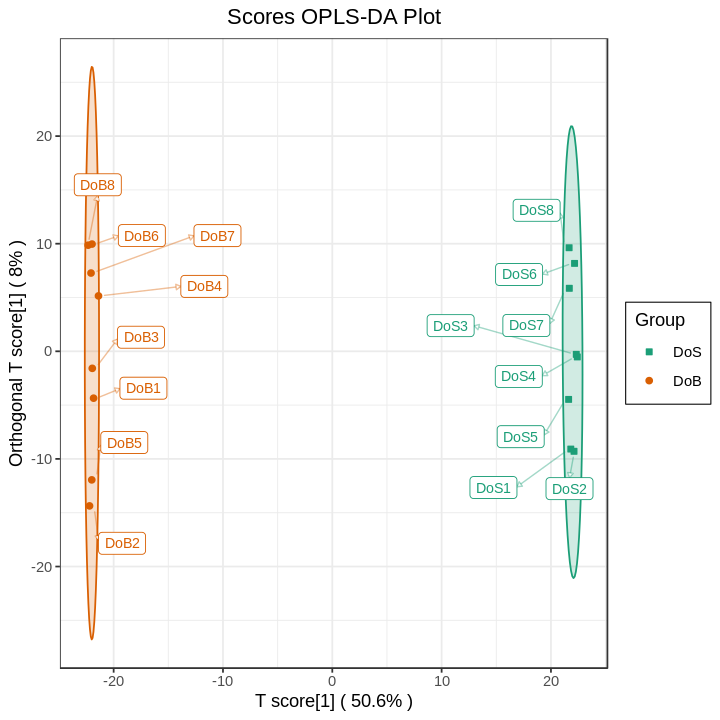 Scores OPLS-DA Plot
Orthogonal T score[1] ( 8% )
20
10
0
-10
-20
DoB8
DoB6
DoB7
DoB4
DoB3
DoB1
DoB5
DoB2
DoS8
DoS6
DoS3
DoS7
DoS4
DoS5
DoS1
DoS2
-20
-10
0
10
20
T score[1] ( 50.6% )
Group
DoS
DoB